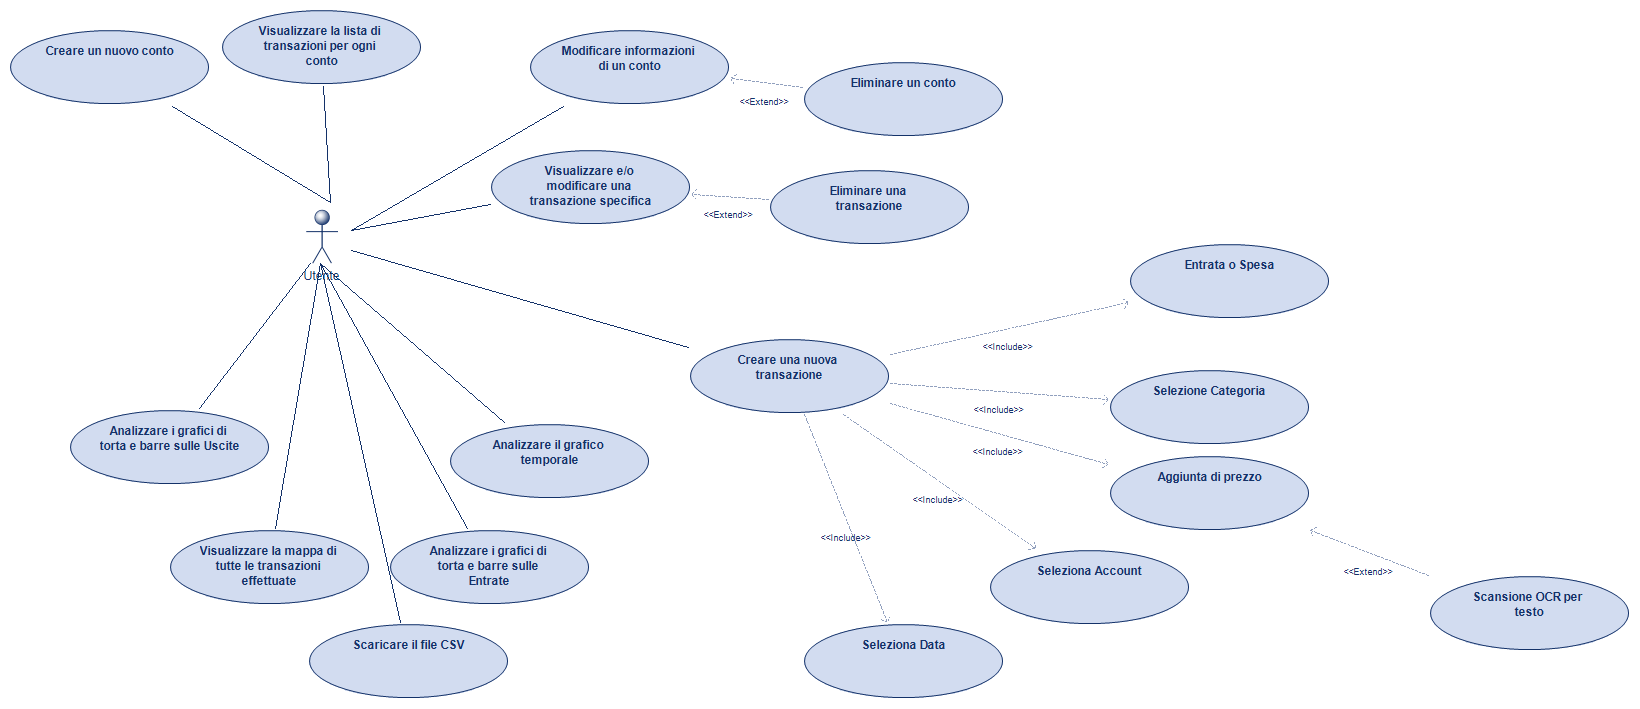 Creare un nuovo conto
Visualizzare la lista di
transazioni per ogni
conto
Modificare informazioni
di un conto
<<Extend>>
Eliminare un conto
Visualizzare e/o
modificare una
transazione specifica
<<Extend>>
Eliminare una
transazione
Utente
Entrata o Spesa
<<Include>>
Creare una nuova
transazione
Selezione Categoria
<<Include>>
Analizzare i grafici di
torta e barre sulle Uscite
Analizzare il grafico
temporale
<<Include>>
Aggiunta di prezzo
<<Include>>
<<Include>>
Visualizzare la mappa di
tutte le transazioni
effettuate
Analizzare i grafici di
torta e barre sulle
Entrate
Seleziona Account
<<Extend>>
Scansione OCR per
testo
Scaricare il file CSV
Seleziona Data